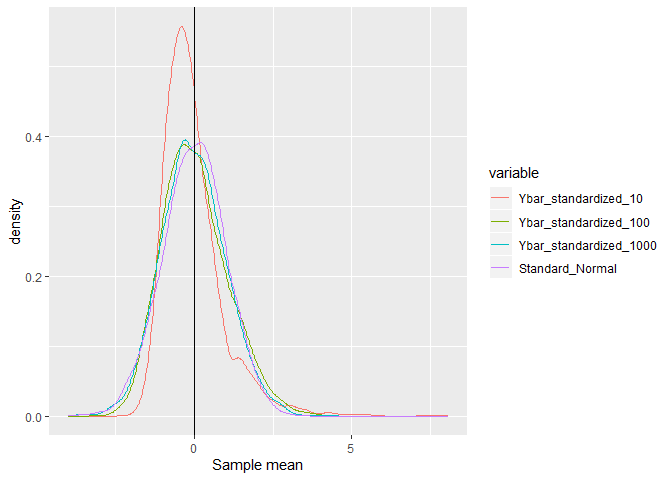 density
0.4
0.2
0.0
0
5
Sample mean
variable
Ybar_standardized_10
Ybar_standardized_100
Ybar_standardized_1000
Standard_Normal